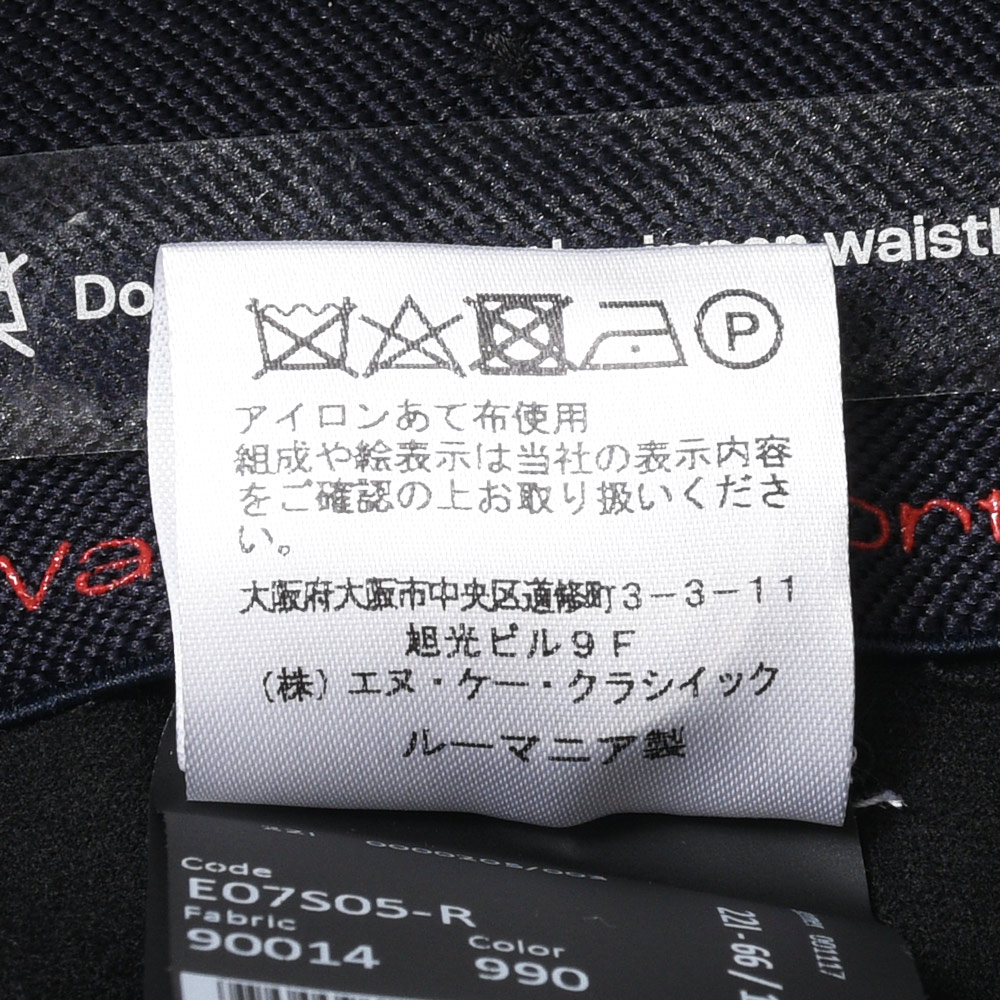 Do
waist
P
アイロンあて布使用
組成や絵表示は当社の表示内容
をご確認の上お取り扱いくださ
い。
大阪府大阪市中央区道修町3-3-11
旭光ビル9F
(株)エヌ・ケー・クラシイック
ルーマニア製
va
ont
Code
E07S05-R
Fabric
90014
Color
990
221-66/